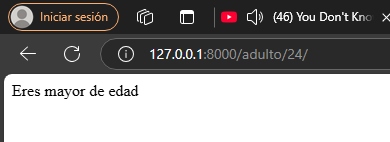 Iniciar sesión
(46) You Don't Kno
127.0.0.1:8000/adulto/24/
Eres mayor de edad